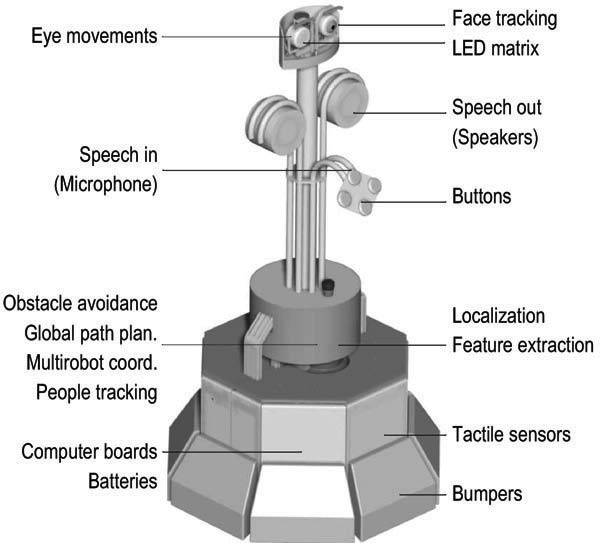 Eye movements
Face tracking
LED matrix
Speech out
(Speakers)
Speech in
(Microphone)
Buttons
Obstacle avoidance
Global path plan.
Multirobot coord.
People tracking
Localization
Feature extraction
Tactile sensors
Computer boards
Batteries
Bumpers